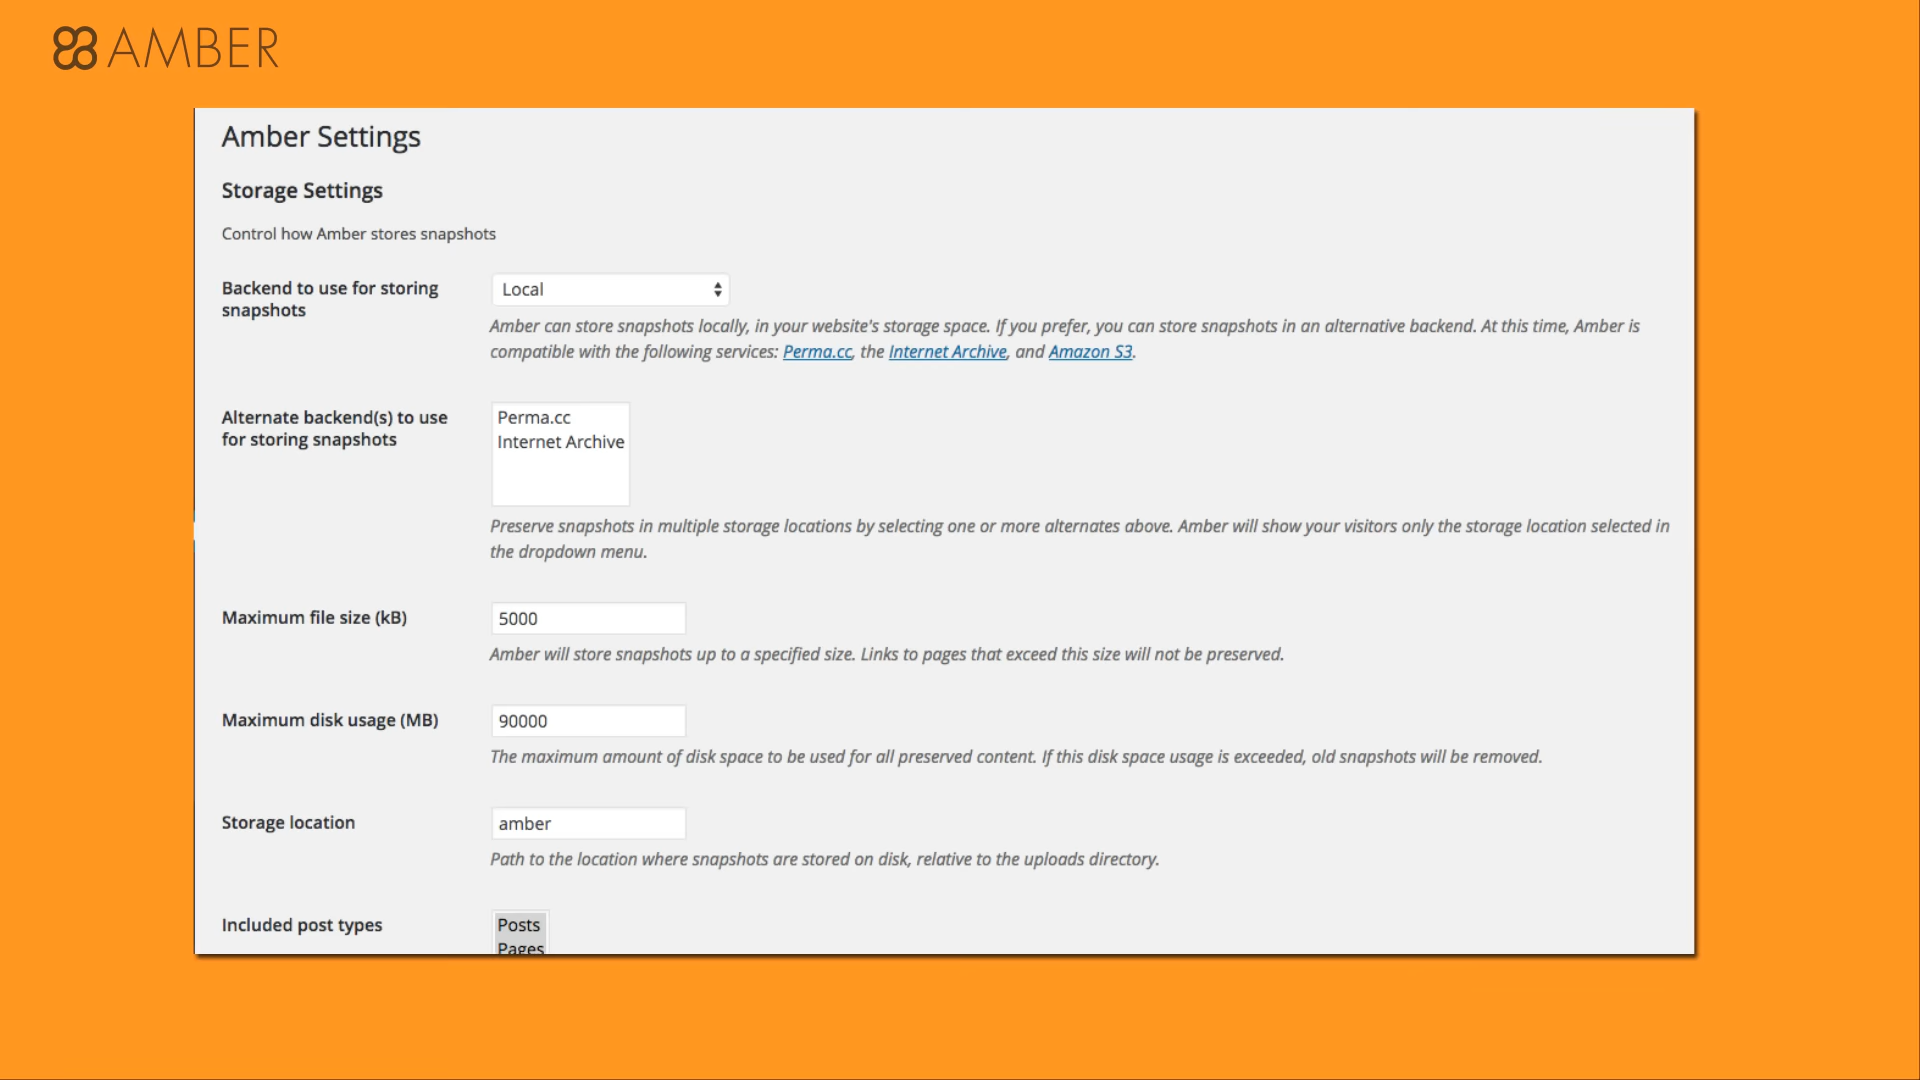 AMBER
Amber Settings
Storage Settings
Control how Amber stores snapshots
Backend to use for storing
snapshots
Local
Amber can store snapshots locally, in your website's storage space. If you prefer, you can store snapshots in an alternative backend. At this time, Amber is
compatible with the following services: Perma.cc, the Internet Archive, and Amazon S3.
Alternate backend(s) to use
for storing snapshots
Perma.cc
Internet Archive
Preserve snapshots in multiple storage locations by selecting one or more alternates above. Amber will show your visitors only the storage location selected in
the dropdown menu.
Maximum file size (kB)
5000
Amber will store snapshots up to a specified size. Links to pages that exceed this size will not be preserved.
Maximum disk usage (MB)
90000
The maximum amount of disk space to be used for all preserved content. If this disk space usage is exceeded, old snapshots will be removed.
Storage location
amber
Path to the location where snapshots are stored on disk, relative to the uploads directory.
Included post types
Posts
Pages